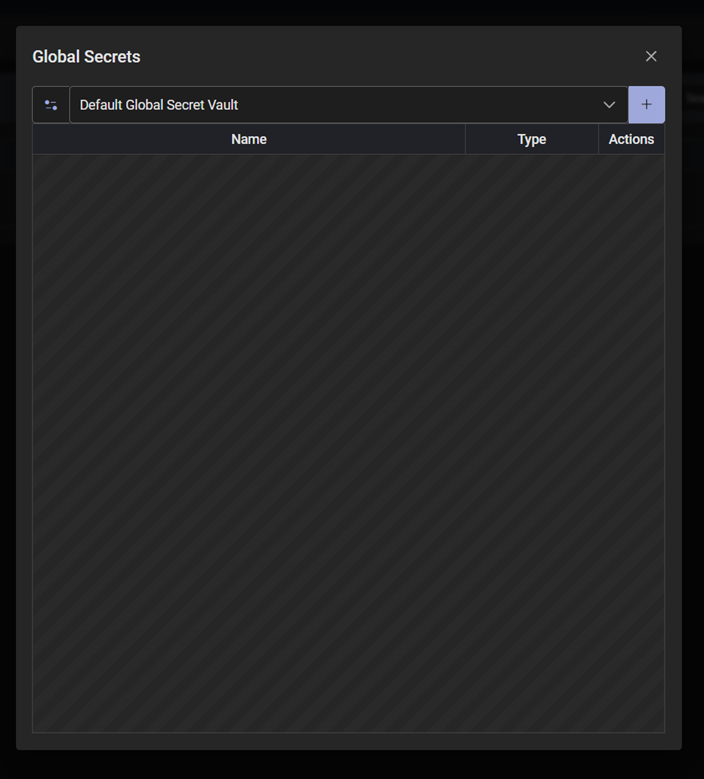 Global Secrets
Default Global Secret Vault
Name Type Actions